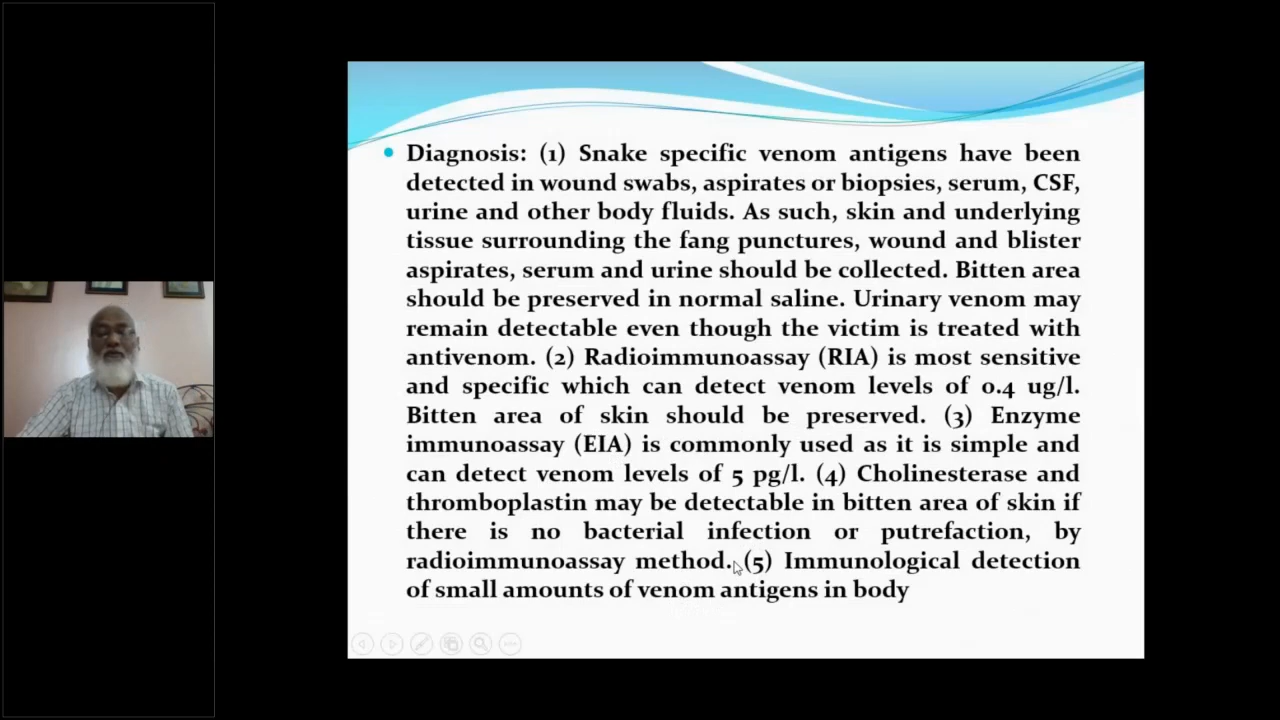 Diagnosis: (1) Snake specific venom antigens have been
detected in wound swabs, aspirates or biopsies, serum, CSF,
urine and other body fluids. As such, skin and underlying
tissue surrounding the fang punctures, wound and blister
aspirates, serum and urine should be collected. Bitten area
should be preserved in normal saline. Urinary venom may
remain detectable even though the victim is treated with
antivenom. (2) Radioimmunoassay (RIA) is most sensitive
and specific which can detect venom levels of 0.4 ug/l.
Bitten area of skin should be preserved. (3) Enzyme
immunoassay (EIA) is commonly used as it is simple and
can detect venom levels of 5 pg/l. (4) Cholinesterase and
thromboplastin may be detectable in bitten area of skin if
there is no bacterial infection or putrefaction, by
radioimmunoassay method. (5) Immunological detection
of small amounts of venom antigens in body